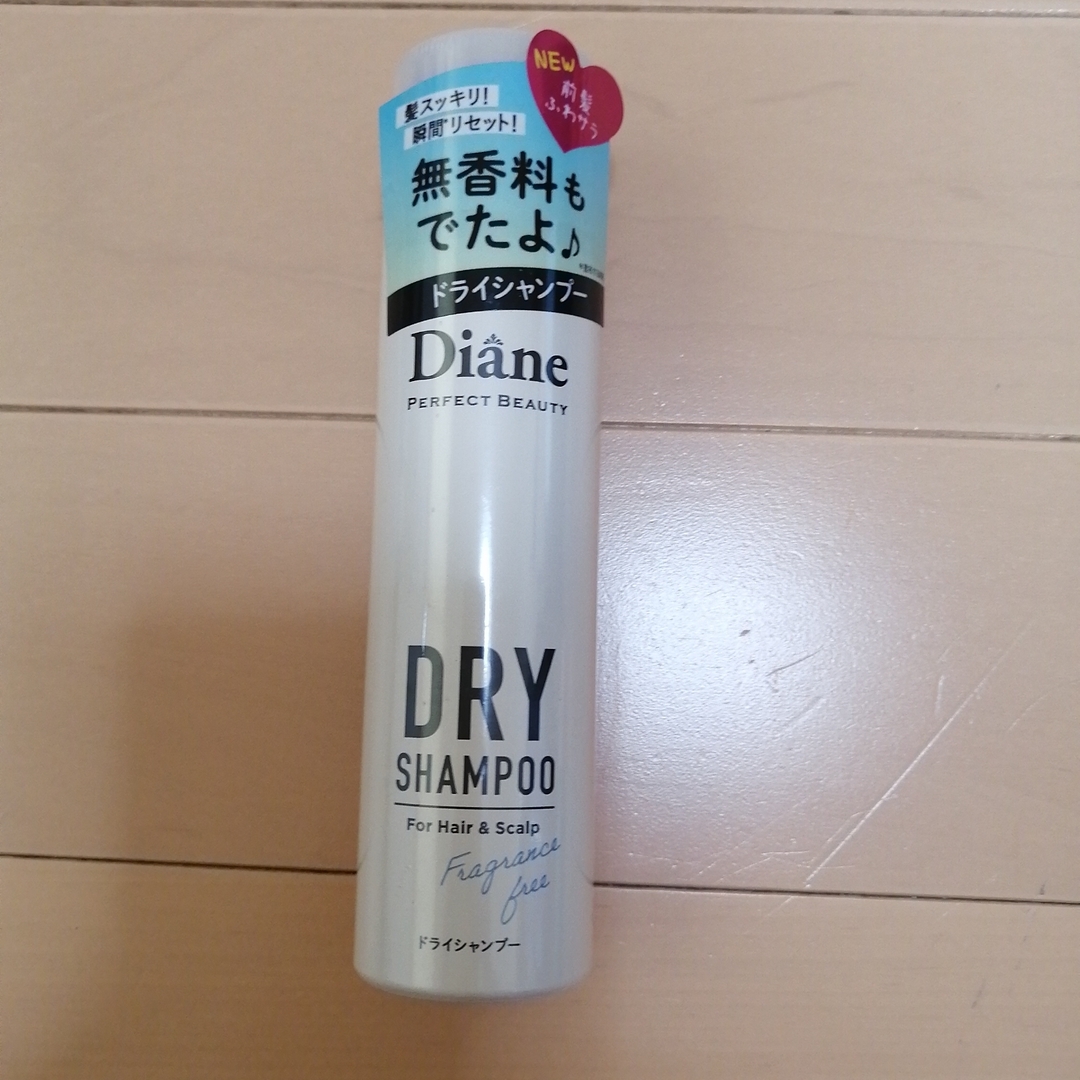 NEW
前髪
ふわサラ
髪スッキリ!
瞬間*リセット!
無香料も
でたよ♪
ドライシャンプー
Diane
PERFECT BEAUTY
DRY
SHAMPOO
For Hair & Scalp
Fragrance
free
ドライシャンプー